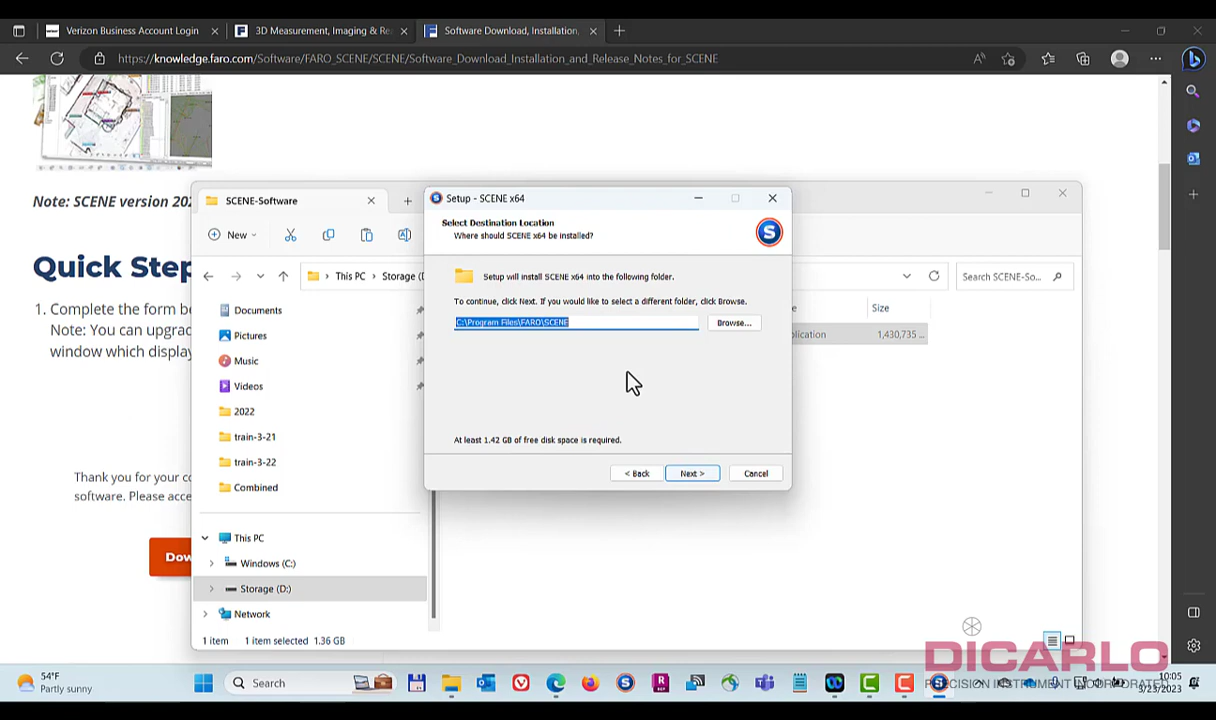 Verizon Business Account Login
3D Measurement, Imaging & Re
Software Download, Installation,
https://knowledge.faro.com/Software/FARO_SCENE/SCENE/Software_Download_Installation_and_Release_Notes_for_SCENE
Note: SCENE version 202
Quick Step
1. Complete the form be
Note: You can upgrad
window which display
Thank you for your co
software. Please acce
Dow
SCENE-Software
New
This PC > Storage (D
Search SCENE-So...
Documents
Pictures
Music
Videos
2022
train-3-21
train-3-22
Combined
This PC
Windows (C:)
Storage (D:)
Network
Size
plication
1,430,735 ...
1 item
1 item selected 1.36 GB
Setup - SCENE x64
Select Destination Location
Where should SCENE x64 be installed?
S
Setup will install SCENE x64 into the following folder.
To continue, click Next. If you would like to select a different folder, click Browse.
C:\Program Files\FARO\SCENE
Browse...
At least 1.42 GB of free disk space is required.
< Back
Next >
Cancel
DICARLO
PRECISION INSTRUMENT INCORPORATED
54°F
Partly sunny
Search
10:05
5/23/2023